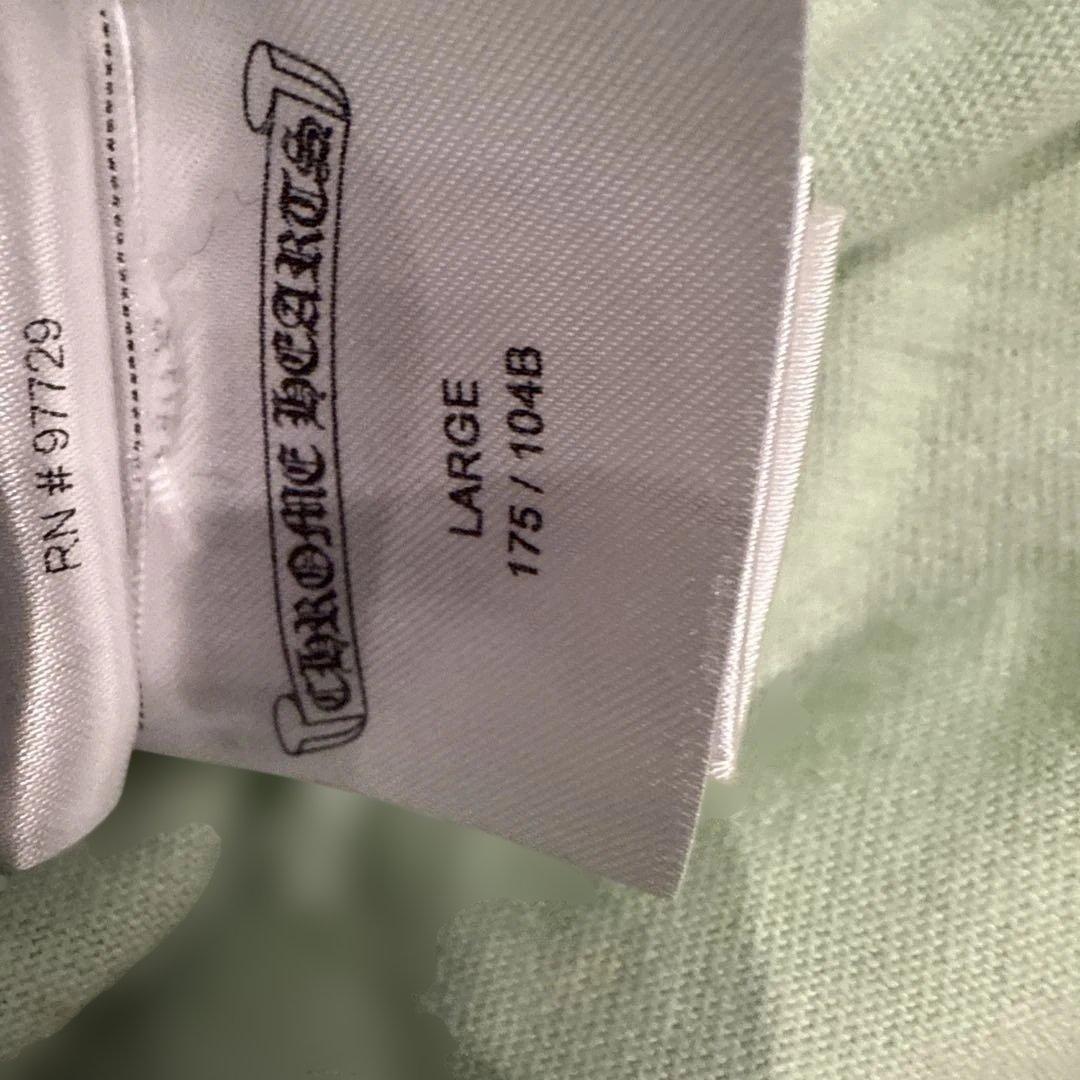 RN # 97729
CHROME HEARTS
LARGE
175 / 104B